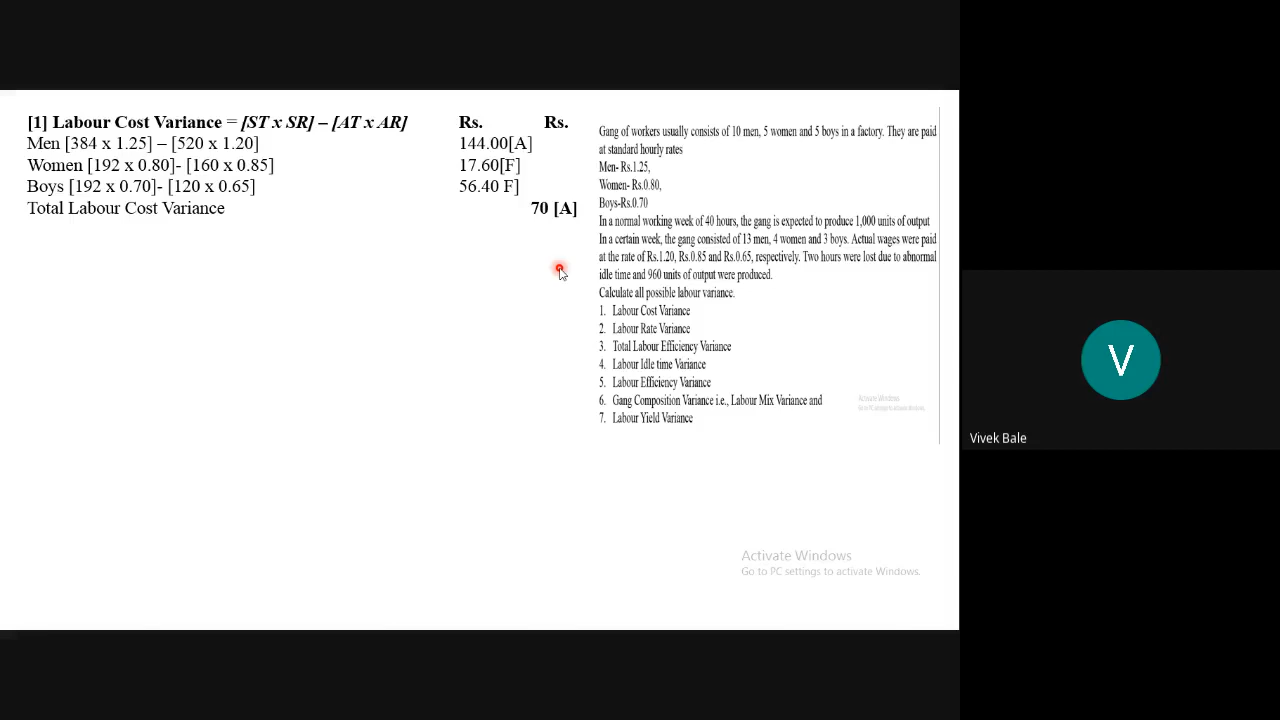 [1] Labour Cost Variance = [ST x SR] – [AT x AR] Rs. Rs.
Men [384 x 1.25] – [520 x 1.20] 144.00[A]
Women [192 x 0.80]- [160 x 0.85] 17.60[F]
Boys [192 x 0.70]- [120 x 0.65] 56.40 F]
Total Labour Cost Variance 70 [A]
Gang of workers usually consists of 10 men, 5 women and 5 boys in a factory. They are paid
at standard hourly rates
Men- Rs.1.25,
Women- Rs.0.80,
Boys-Rs.0.70
In a normal working week of 40 hours, the gang is expected to produce 1,000 units of output
In a certain week, the gang consisted of 13 men, 4 women and 3 boys. Actual wages were paid
at the rate of Rs.1.20, Rs.0.85 and Rs.0.65, respectively. Two hours were lost due to abnormal
idle time and 960 units of output were produced.
Calculate all possible labour variance.
1. Labour Cost Variance
2. Labour Rate Variance
3. Total Labour Efficiency Variance
4. Labour Idle time Variance
5. Labour Efficiency Variance
6. Gang Composition Variance i.e., Labour Mix Variance and
7. Labour Yield Variance
Activate Windows
Go to PC settings to activate Windows.
Activate Windows
Go to PC settings to activate Windows.
V
Vivek Bale